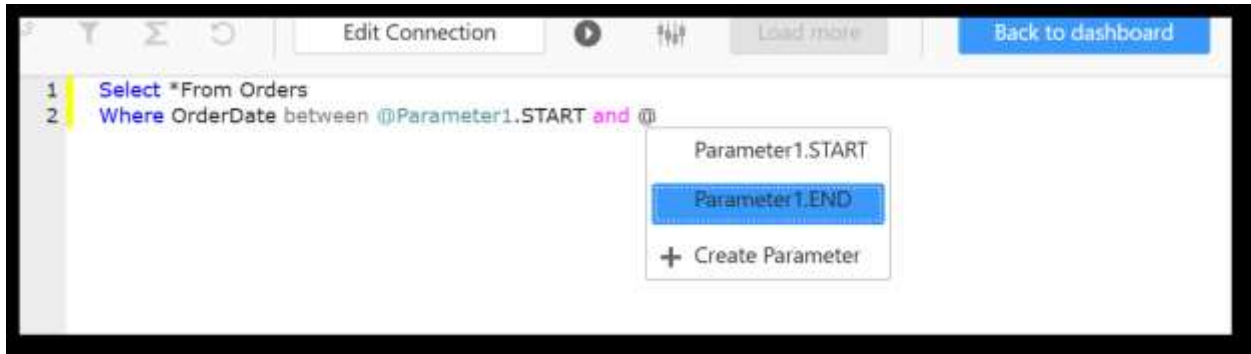 Edit Connection Load more Back to dashboard
1 Select *From Orders
2 Where OrderDate between @Parameter1.START and @
Parameter1.START
Parameter1.END
+ Create Parameter